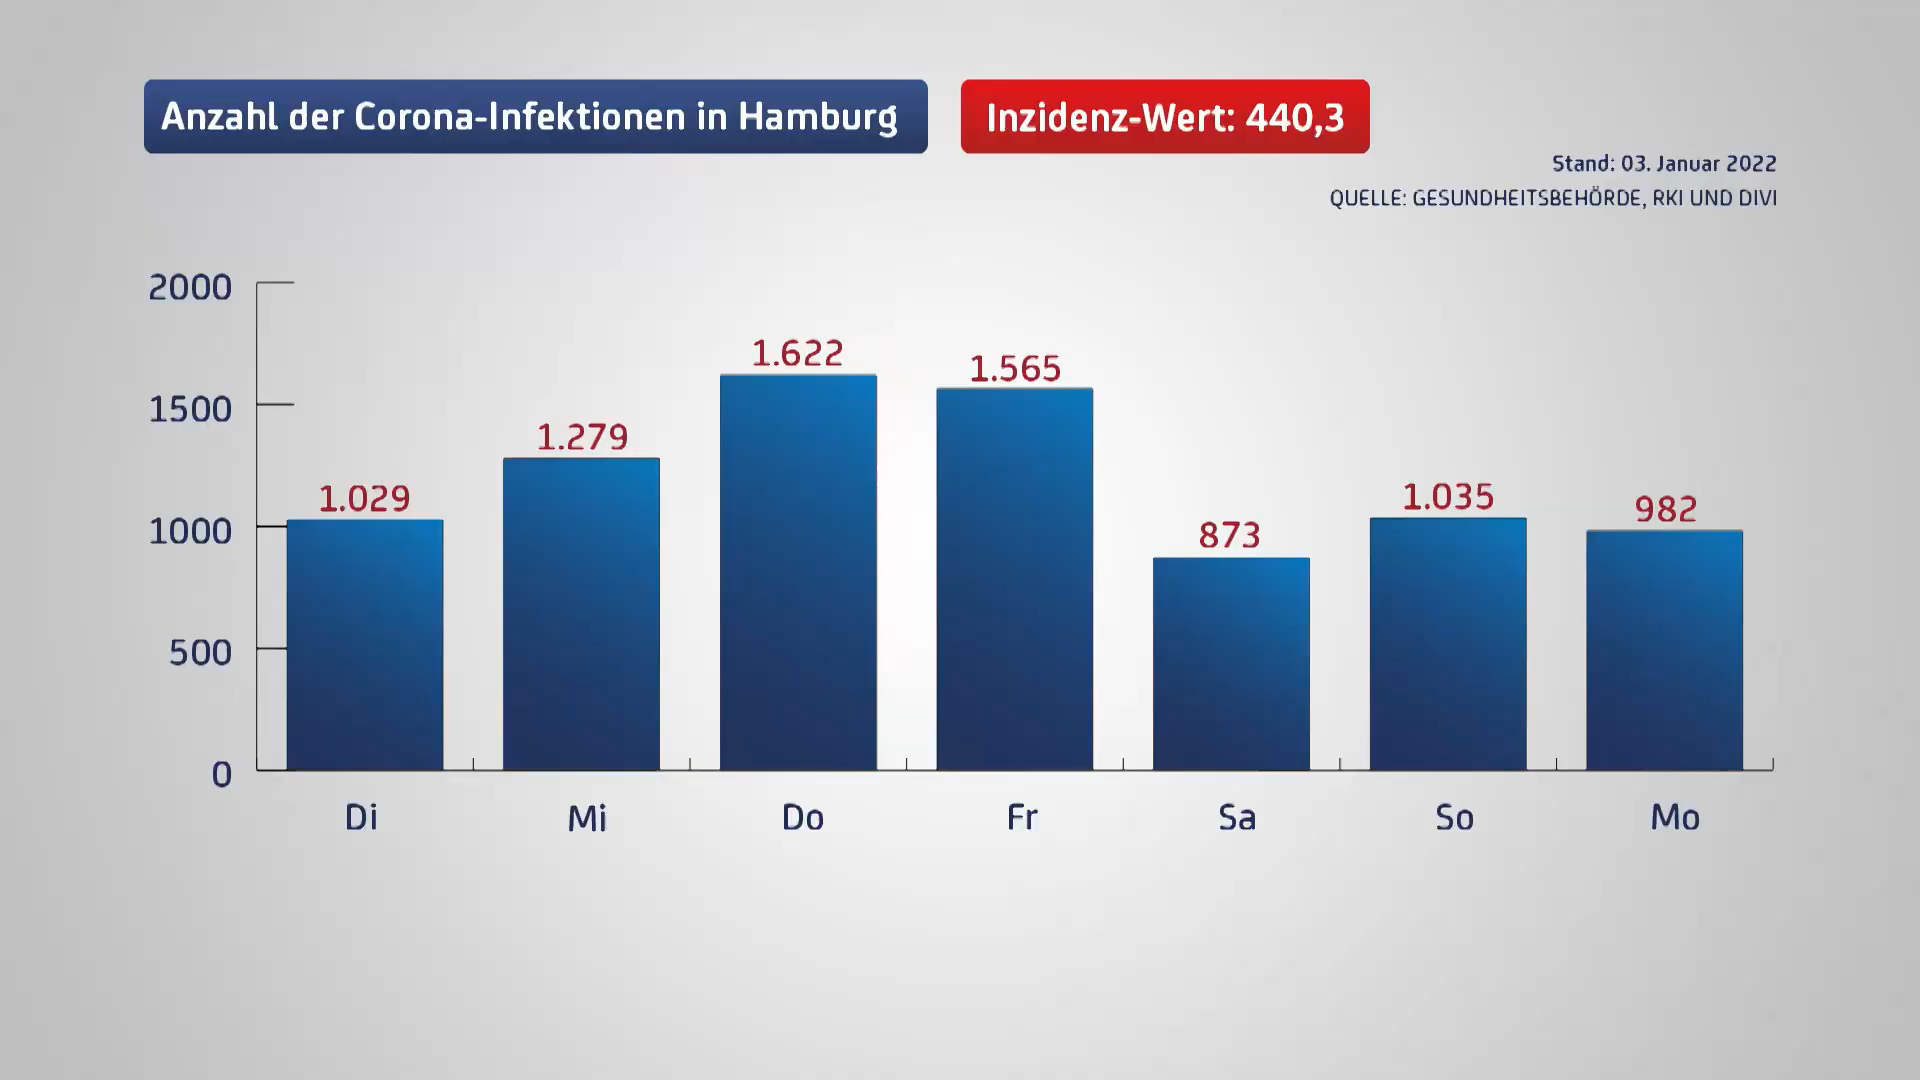 Anzahl der Corona-Infektionen in Hamburg
Inzidenz-Wert: 440,3
Stand: 03. Januar 2022
QUELLE: GESUNDHEITSBEHÖRDE, RKI UND DIVI
2000
1500
1000
500
0
1.029
1.279
1.622
1.565
873
1.035
982
Di
Mi
Do
Fr
Sa
So
Mo